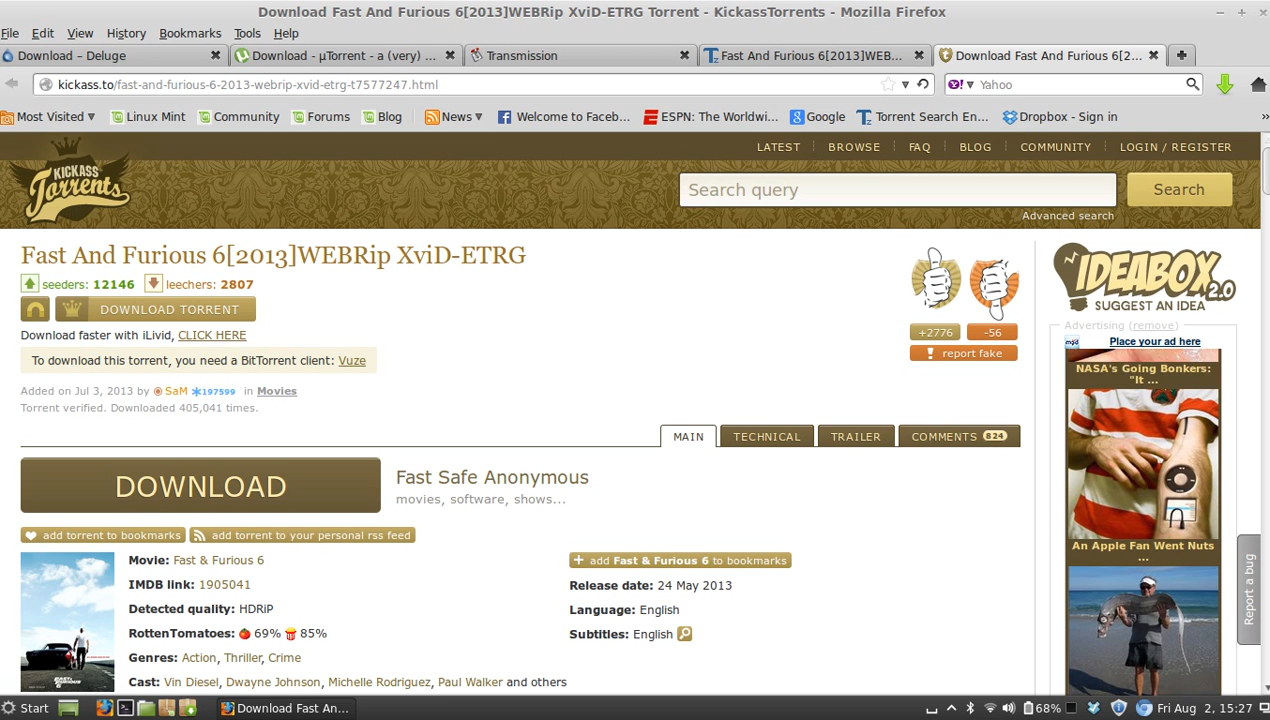 Download Fast And Furious 6[2013]WEBRip XviD-ETRG Torrent - KickassTorrents - Mozilla Firefox
File Edit View History Bookmarks Tools Help
Download – Deluge
Download - µTorrent - a (very) ...
Transmission
Fast And Furious 6[2013]WEB...
Download Fast And Furious 6[2...
kickass.to/fast-and-furious-6-2013-webrip-xvid-etrg-t7577247.html
Yahoo
Most Visited Linux Mint Community Forums Blog News Welcome to Faceb... ESPN: The Worldwi... Google Torrent Search En... Dropbox - Sign in »
LATEST BROWSE FAQ BLOG COMMUNITY LOGIN / REGISTER
KICKASS
Torrents
Search query
Search
Advanced search
Fast And Furious 6[2013]WEBRip XviD-ETRG
seeders: 12146 leechers: 2807
DOWNLOAD TORRENT
Download faster with iLivid, CLICK HERE
To download this torrent, you need a BitTorrent client: Vuze
Added on Jul 3, 2013 by SaM 197599 in Movies
Torrent verified. Downloaded 405,041 times.
+2776 -56
report fake
MAIN TECHNICAL TRAILER COMMENTS 824
DOWNLOAD
Fast Safe Anonymous
movies, software, shows...
add torrent to bookmarks
add torrent to your personal rss feed
Movie: Fast & Furious 6
IMDB link: 1905041
Detected quality: HDRiP
RottenTomatoes: 69% 85%
Genres: Action, Thriller, Crime
Cast: Vin Diesel, Dwayne Johnson, Michelle Rodriguez, Paul Walker and others
+ add Fast & Furious 6 to bookmarks
Release date: 24 May 2013
Language: English
Subtitles: English
IDEABOX 2.0
SUGGEST AN IDEA
Advertising (remove)
Place your ad here
NASA's Going Bonkers:
"It ...
An Apple Fan Went Nuts
...
Report a bug
Start
Download Fast An...
68%
Fri Aug 2, 15:27